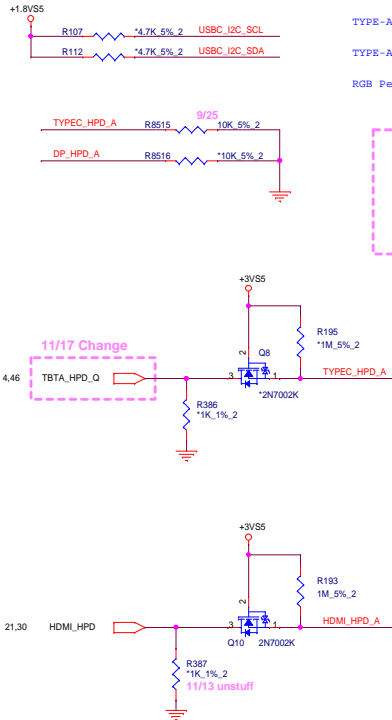 +1.8VS5
TYPE-A
R107 *4.7K_5%_2 USBC_I2C_SCL
R112 *4.7K_5%_2 USBC_I2C_SDA
TYPE-A
RGB Pe
9/25
TYPEC_HPD_A R8515 10K_5%_2
DP_HPD_A R8516 *10K_5%_2
+3VS5
11/17 Change
2 Q8
R195
*1M_5%_2
4,46 TBTA_HPD_Q 3 1 TYPEC_HPD_A
*2N7002K
R386
*1K_1%_2
+3VS5
R193
1M_5%_2
2
21,30 HDMI_HPD 3 1 HDMI_HPD_A
Q10 2N7002K
R387
*1K_1%_2
11/13 unstuff